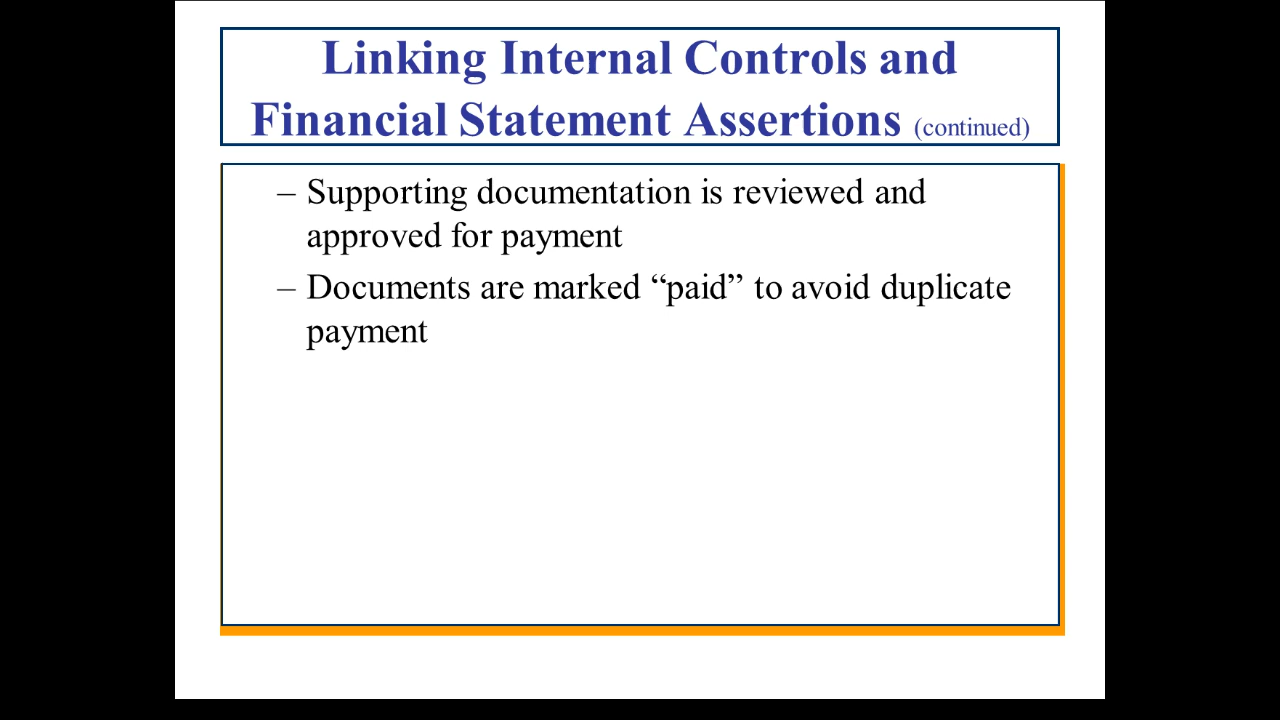 Linking Internal Controls and
Financial Statement Assertions (continued)
– Supporting documentation is reviewed and
approved for payment
– Documents are marked “paid” to avoid duplicate
payment